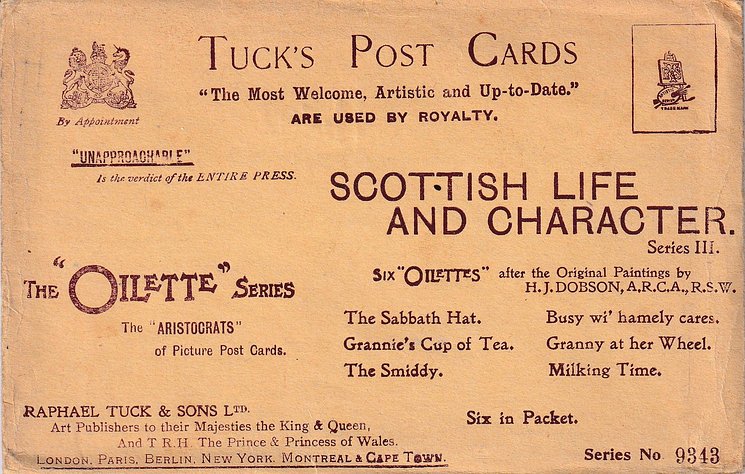 TUCK'S POST CARDS
"The Most Welcome, Artistic and Up-to-Date."
ARE USED BY ROYALTY.
By Appointment
TRADE MARK
"UNAPPROACHABLE"
Is the verdict of the ENTIRE PRESS.
SCOTTISH LIFE
AND CHARACTER.
Series III.
THE "OILETTE" SERIES
The "ARISTOCRATS"
of Picture Post Cards.
SIX "OILETTES" after the Original Paintings by
H. J. DOBSON, A.R.C.A., R.S.W.
The Sabbath Hat.
Grannie's Cup of Tea.
The Smiddy.
Busy wi' hamely cares.
Granny at her Wheel.
Milking Time.
Six in Packet.
RAPHAEL TUCK & SONS LTD.
Art Publishers to their Majesties the King & Queen,
And T R.H. The Prince & Princess of Wales.
LONDON, PARIS, BERLIN, NEW YORK, MONTREAL & CAPE TOWN.
Series No 9343